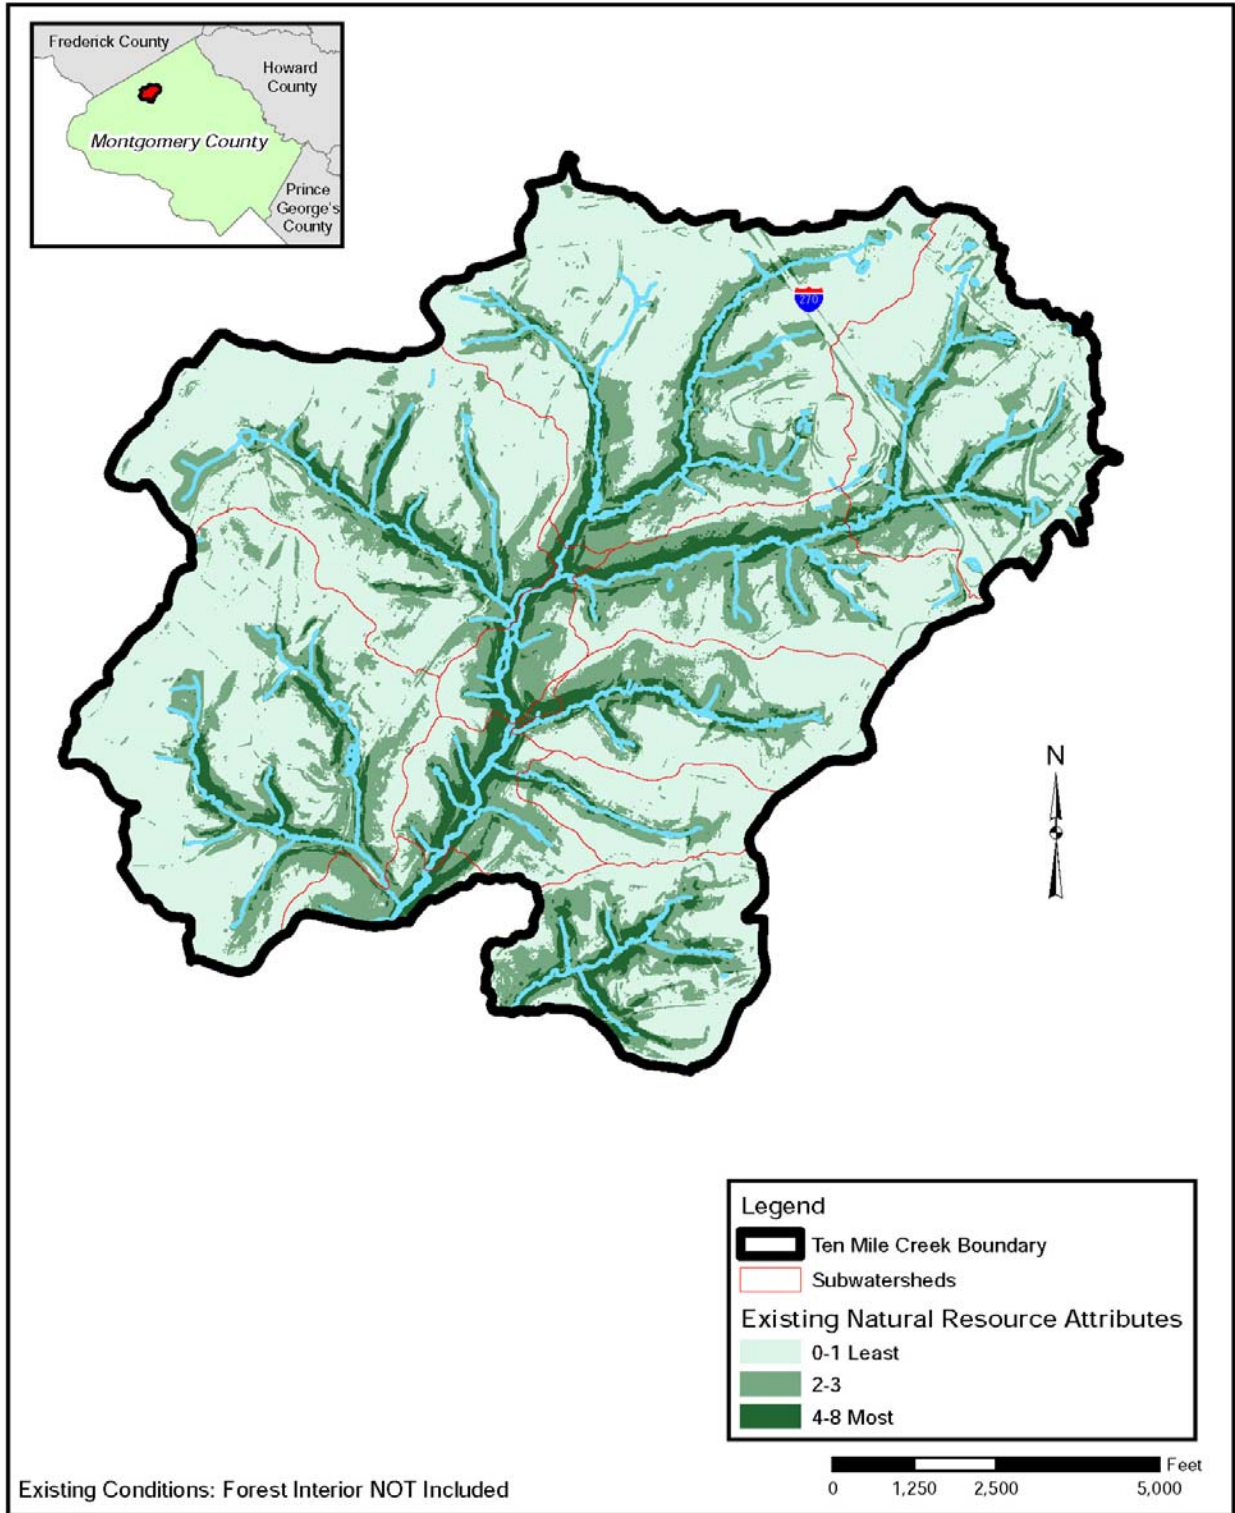 Frederick County
Howard
County
Montgomery County
Prince
George's
County
270
N
Legend
Ten Mile Creek Boundary
Subwatersheds
Existing Natural Resource Attributes
0-1 Least
2-3
4-8 Most
Feet
0 1,250 2,500 5,000
Existing Conditions: Forest Interior NOT Included